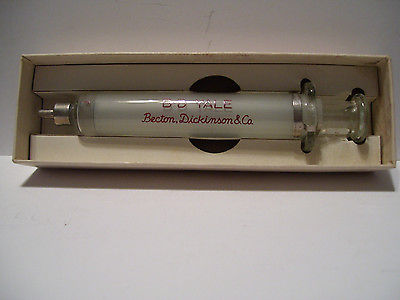 B-D YALE
Becton, Dickinson & Co.